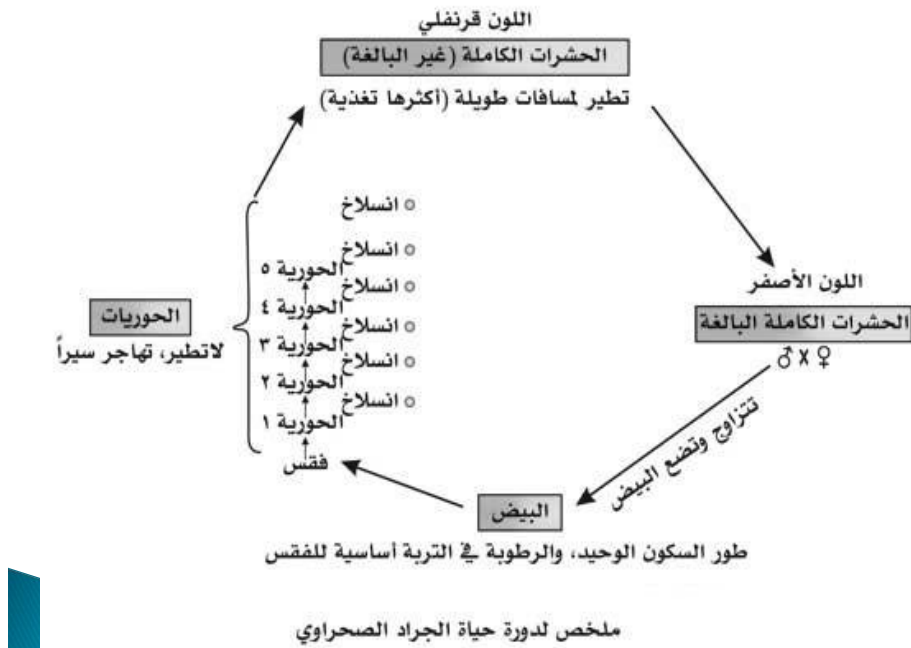 اللون قرنفلي
الحشرات الكاملة (غير البالغة)
تطير لمسافات طويلة (أكثرها تغذية)
اللون الأصفر
الحشرات الكاملة البالغة
♂ X ♀
تتزاوج وتضع البيض
البيض
طور السكون الوحيد، والرطوبة في التربة أساسية للفقس
انسلاخ
انسلاخ
الحورية ٥
انسلاخ
الحورية ٤
انسلاخ
الحورية ٣
انسلاخ
الحورية ٢
انسلاخ
الحورية ١
فقس
الحوريات
لاتطير، تهاجر سيراً
ملخص لدورة حياة الجراد الصحراوي